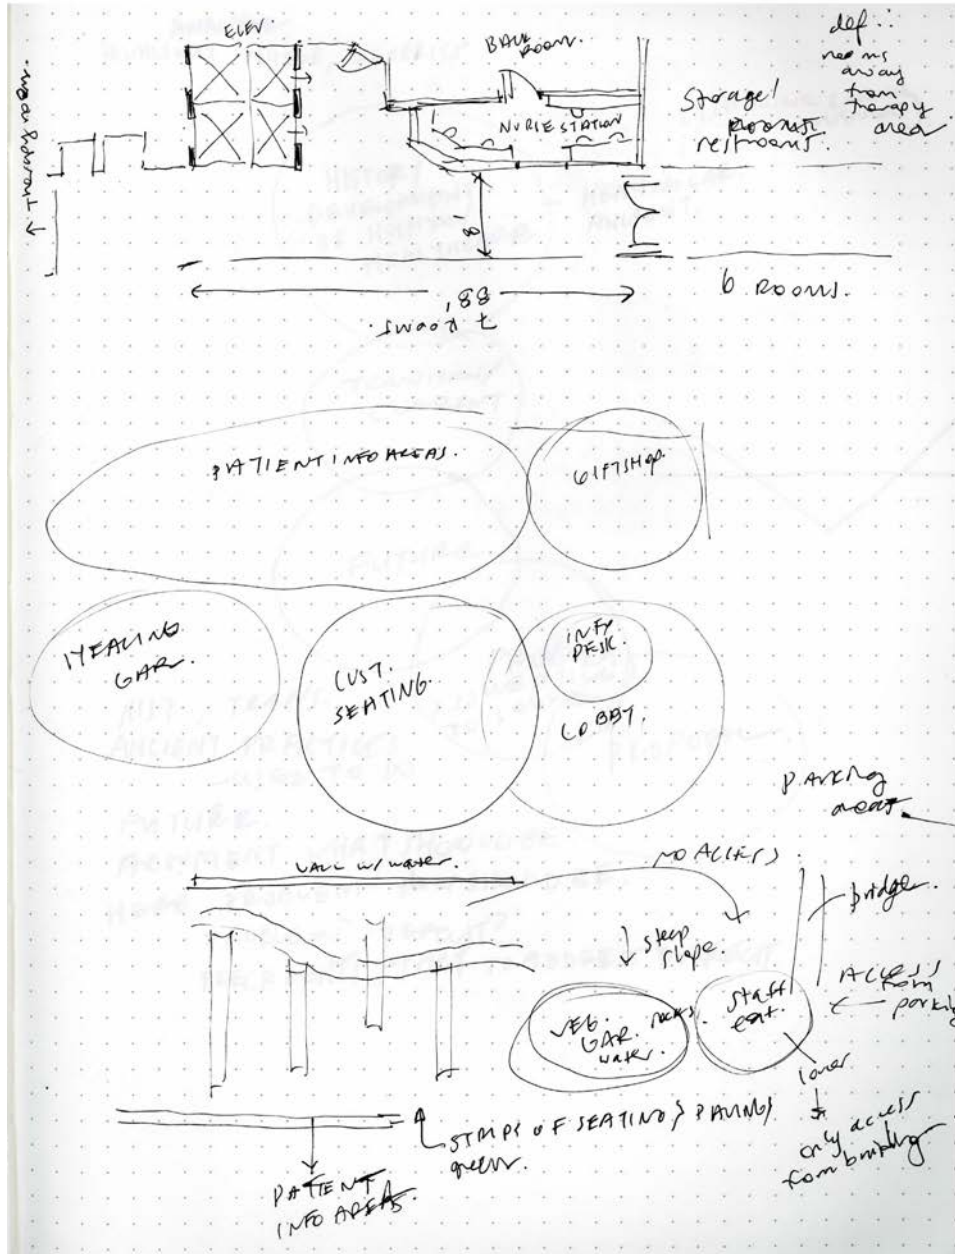 ELEV
BACK
ROOM.
NURSE STATION
Storage!
restrooms.
def...
rooms
away
from
therapy
area
8'
88'
7 Rooms.
6 ROOMS.
PATIENT INFO AREAS.
GIFTSHOP.
HEALING
GAR.
CUST.
SEATING.
INFO
DESK.
LOBBY.
Parking
WALL w/ water.
NO ACCESS
bridge.
steep
slope
ACCESS
from
parking
VEG.
GAR. rocks.
water.
staff
eat.
lower
only access
from building
STRIPS OF SEATING & PAVING
green.
PATIENT
INFO AREAS.